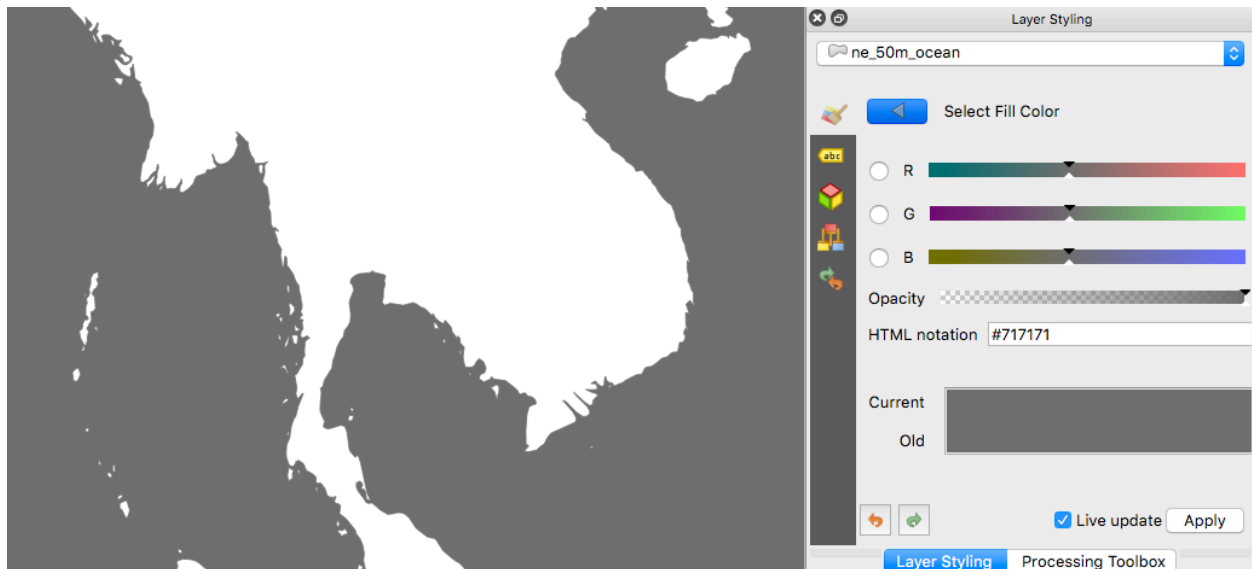 Layer Styling
ne_50m_ocean
Select Fill Color
abc
R
G
B
Opacity
HTML notation #717171
Current
Old
Live update Apply
Layer Styling Processing Toolbox